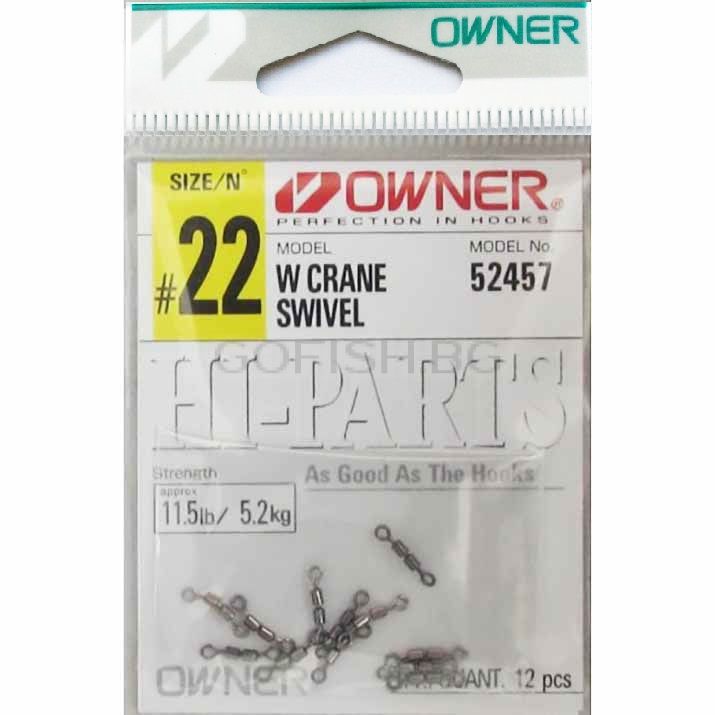 OWNER
SIZE/N°
#22
OWNER®
PERFECTION IN HOOKS
MODEL
W CRANE
SWIVEL
MODEL No.
52457
GOFISH.BG
HI-PARTS
Strength
approx
11.5lb/ 5.2kg
As Good As The Hooks
OWNER
QUANT. 12 pcs